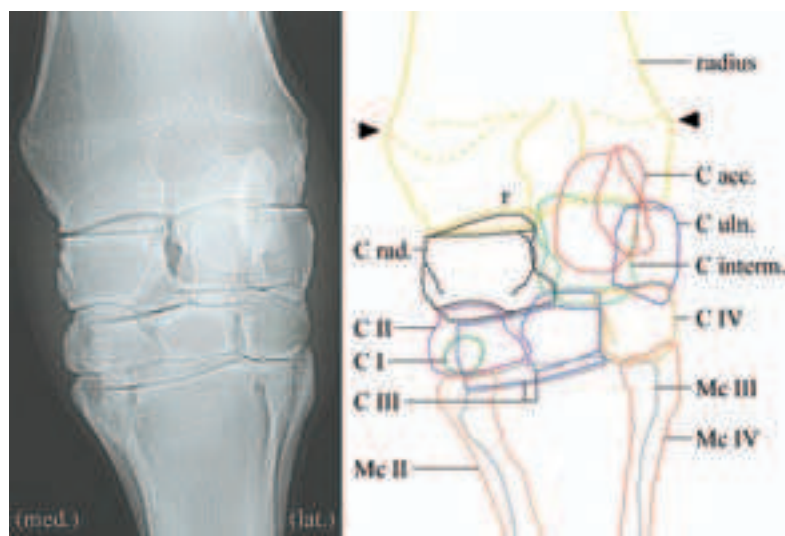 radius
C acc.
r
C uln.
C rad.
C interm.
C II
C IV
C I
Mc III
C III
Mc IV
Mc II
(med.)
(lat.)